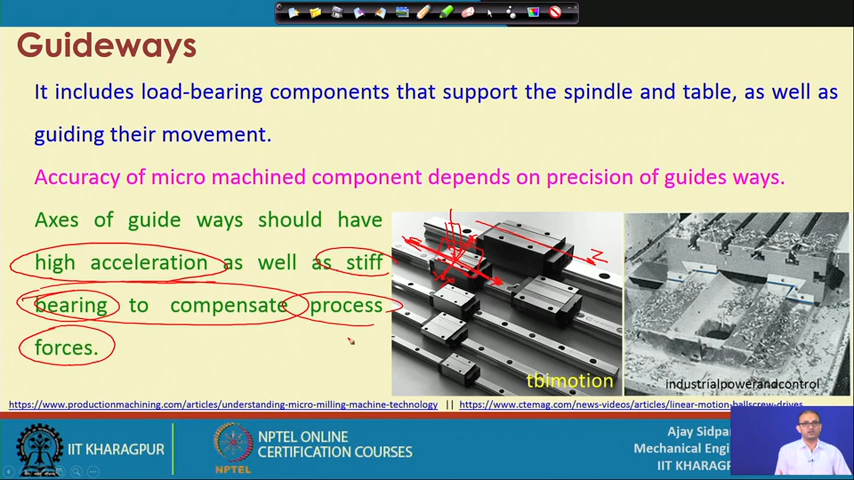 Guideways
It includes load-bearing components that support the spindle and table, as well as
guiding their movement.
Accuracy of micro machined component depends on precision of guides ways.
Axes of guide ways should have
high acceleration as well as stiff
bearing to compensate process
forces.
tbimotion
industrialpowerandcontrol
https://www.productionmachining.com/articles/understanding-micro-milling-machine-technology || https://www.ctemag.com/news-videos/articles/linear-motion-ballscrew-drives
IIT KHARAGPUR
NPTEL
NPTEL ONLINE
CERTIFICATION COURSES
Ajay Sidpar
Mechanical Engi
IIT KHARAG